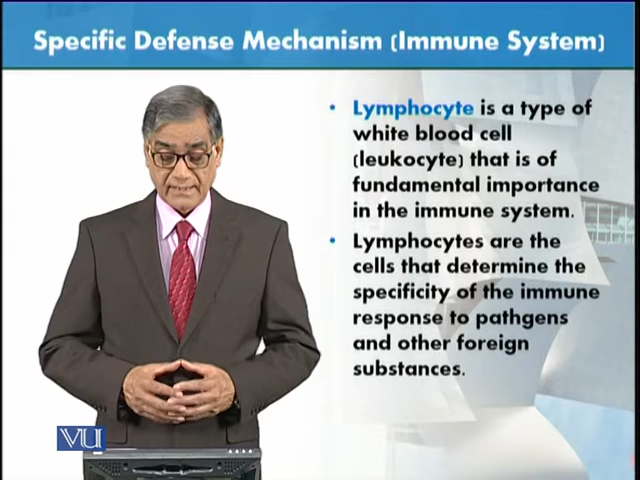 Specific Defense Mechanism (Immune System)
• Lymphocyte is a type of
white blood cell
(leukocyte) that is of
fundamental importance
in the immune system.
• Lymphocytes are the
cells that determine the
specificity of the immune
response to pathgens
and other foreign
substances.
VU